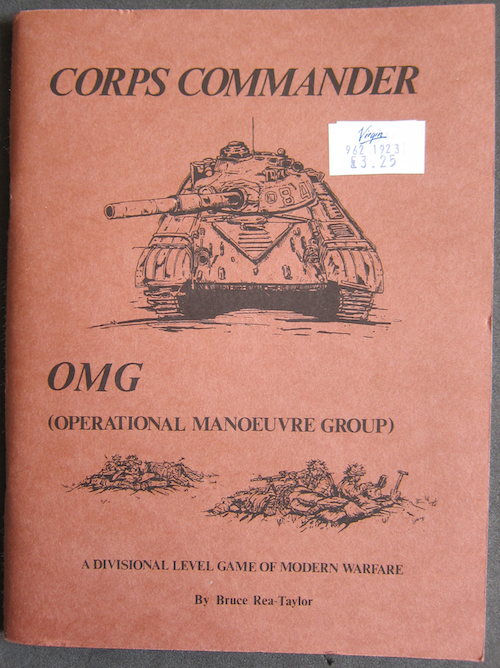 CORPS COMMANDER
Virgin
962 1923
£3.25
084
OMG
(OPERATIONAL MANOEUVRE GROUP)
A DIVISIONAL LEVEL GAME OF MODERN WARFARE
By Bruce Rea-Taylor